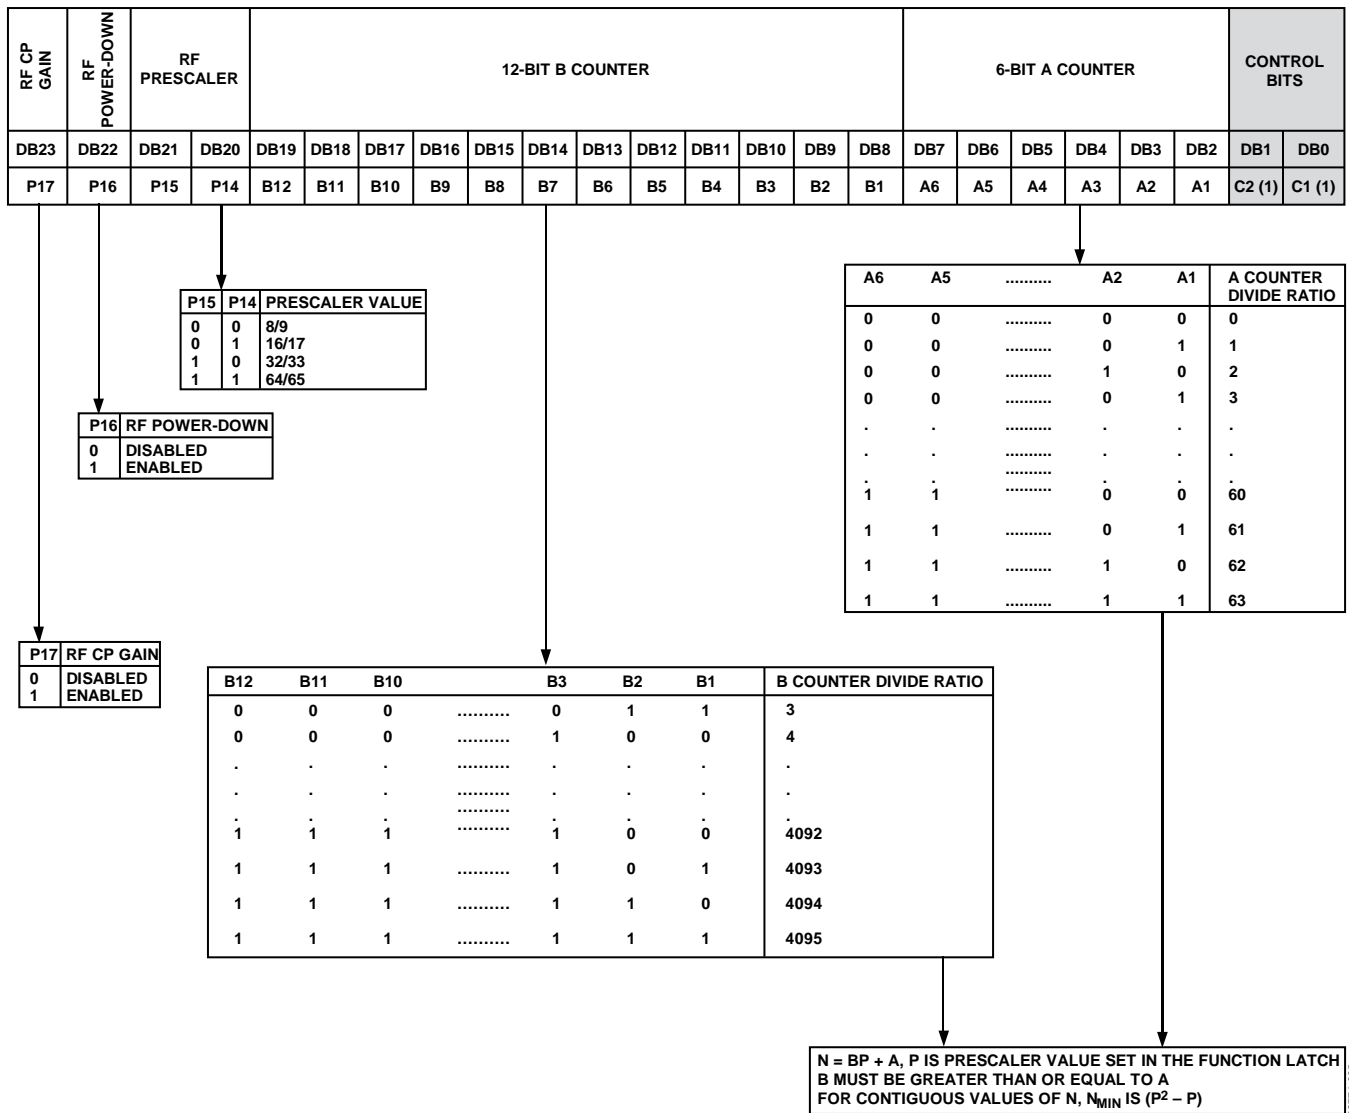 RF CP GAIN
RF POWER-DOWN
RF PRESCALER
12-BIT B COUNTER
6-BIT A COUNTER
CONTROL BITS
DB23 DB22 DB21 DB20 DB19 DB18 DB17 DB16 DB15 DB14 DB13 DB12 DB11 DB10 DB9 DB8 DB7 DB6 DB5 DB4 DB3 DB2 DB1 DB0
P17 P16 P15 P14 B12 B11 B10 B9 B8 B7 B6 B5 B4 B3 B2 B1 A6 A5 A4 A3 A2 A1 C2 (1) C1 (1)
P15 P14 PRESCALER VALUE
0 0 8/9
0 1 16/17
1 0 32/33
1 1 64/65
P16 RF POWER-DOWN
0 DISABLED
1 ENABLED
P17 RF CP GAIN
0 DISABLED
1 ENABLED
A6 A5 .......... A2 A1 A COUNTER DIVIDE RATIO
0 0 .......... 0 0 0
0 0 .......... 0 1 1
0 0 .......... 1 0 2
0 0 .......... 0 1 3
. . .......... . . .
. . .......... . . .
. . .......... . . .
1 1 .......... 0 0 60
1 1 .......... 0 1 61
1 1 .......... 1 0 62
1 1 .......... 1 1 63
B12 B11 B10 B3 B2 B1 B COUNTER DIVIDE RATIO
0 0 0 .......... 0 1 1 3
0 0 0 .......... 1 0 0 4
. . . .......... . . . .
. . . .......... . . . .
. . . .......... . . . .
1 1 1 .......... 1 0 0 4092
1 1 1 .......... 1 0 1 4093
1 1 1 .......... 1 1 0 4094
1 1 1 .......... 1 1 1 4095
N = BP + A, P IS PRESCALER VALUE SET IN THE FUNCTION LATCH
B MUST BE GREATER THAN OR EQUAL TO A
FOR CONTIGUOUS VALUES OF N, NMIN IS (P² – P)